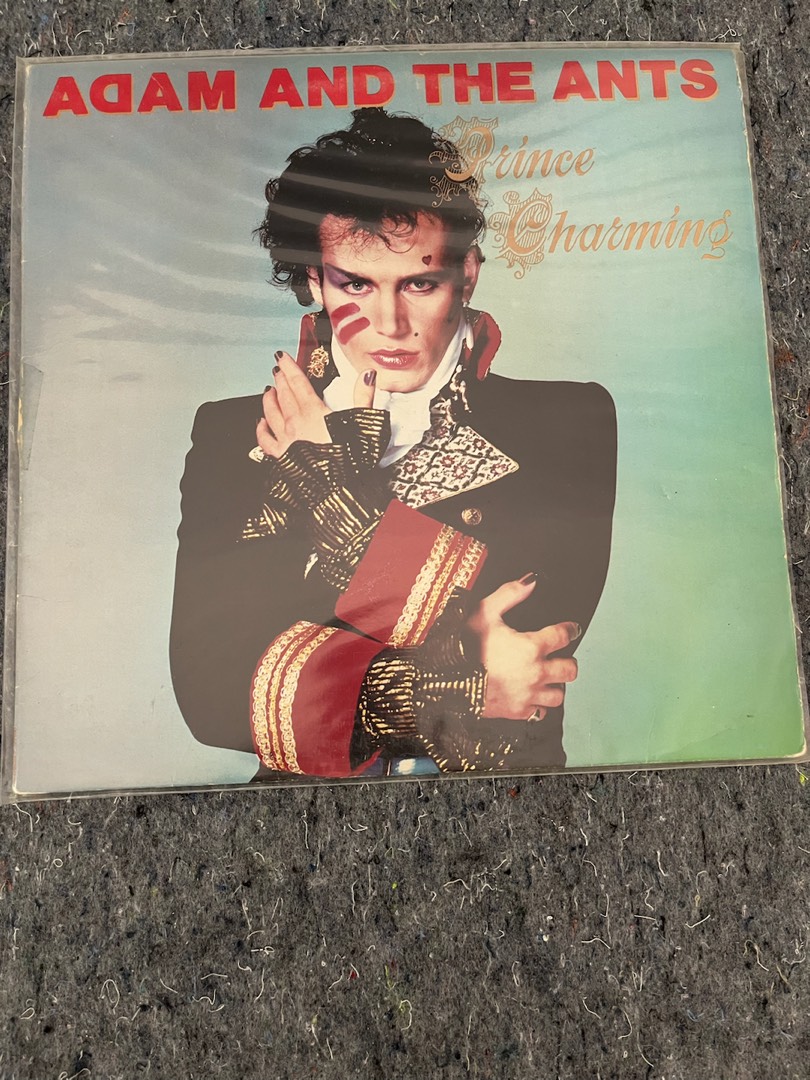 ADAM AND THE ANTS
Prince
Charming